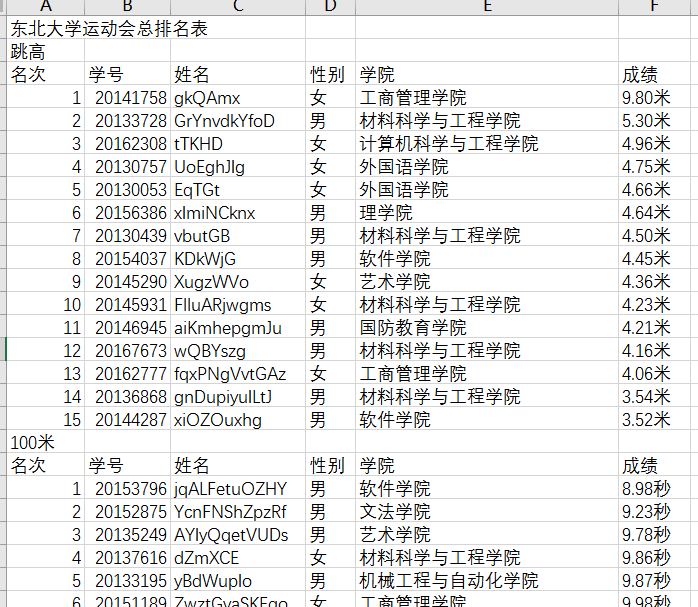 A B C D E F
东北大学运动会总排名表
跳高
名次 学号 姓名 性别 学院 成绩
1 20141758 gkQAmx 女 工商管理学院 9.80米
2 20133728 GrYnvdkYfoD 男 材料科学与工程学院 5.30米
3 20162308 tTKHD 女 计算机科学与工程学院 4.96米
4 20130757 UoEghJIg 女 外国语学院 4.75米
5 20130053 EqTGt 女 外国语学院 4.66米
6 20156386 xImiNCknx 男 理学院 4.64米
7 20130439 vbutGB 男 材料科学与工程学院 4.50米
8 20154037 KDkWjG 男 软件学院 4.45米
9 20145290 XugzWVo 女 艺术学院 4.36米
10 20145931 FlluARjwgms 女 材料科学与工程学院 4.23米
11 20146945 aiKmhepgmJu 男 国防教育学院 4.21米
12 20167673 wQBYszg 男 材料科学与工程学院 4.16米
13 20162777 fqxPNgVvtGAz 女 工商管理学院 4.06米
14 20136868 gnDupiyuILtJ 男 材料科学与工程学院 3.54米
15 20144287 xiOZOuxhg 男 软件学院 3.52米
100米
名次 学号 姓名 性别 学院 成绩
1 20153796 jqALFetuOZHY 男 软件学院 8.98秒
2 20152875 YcnFNShZpzRf 男 文法学院 9.23秒
3 20135249 AYlyQqetVUDs 男 艺术学院 9.78秒
4 20137616 dZmXCE 女 材料科学与工程学院 9.86秒
5 20133195 yBdWupIo 男 机械工程与自动化学院 9.87秒
6 20151189 ZwztGvaSKFgo 女 工商管理学院 9.98秒